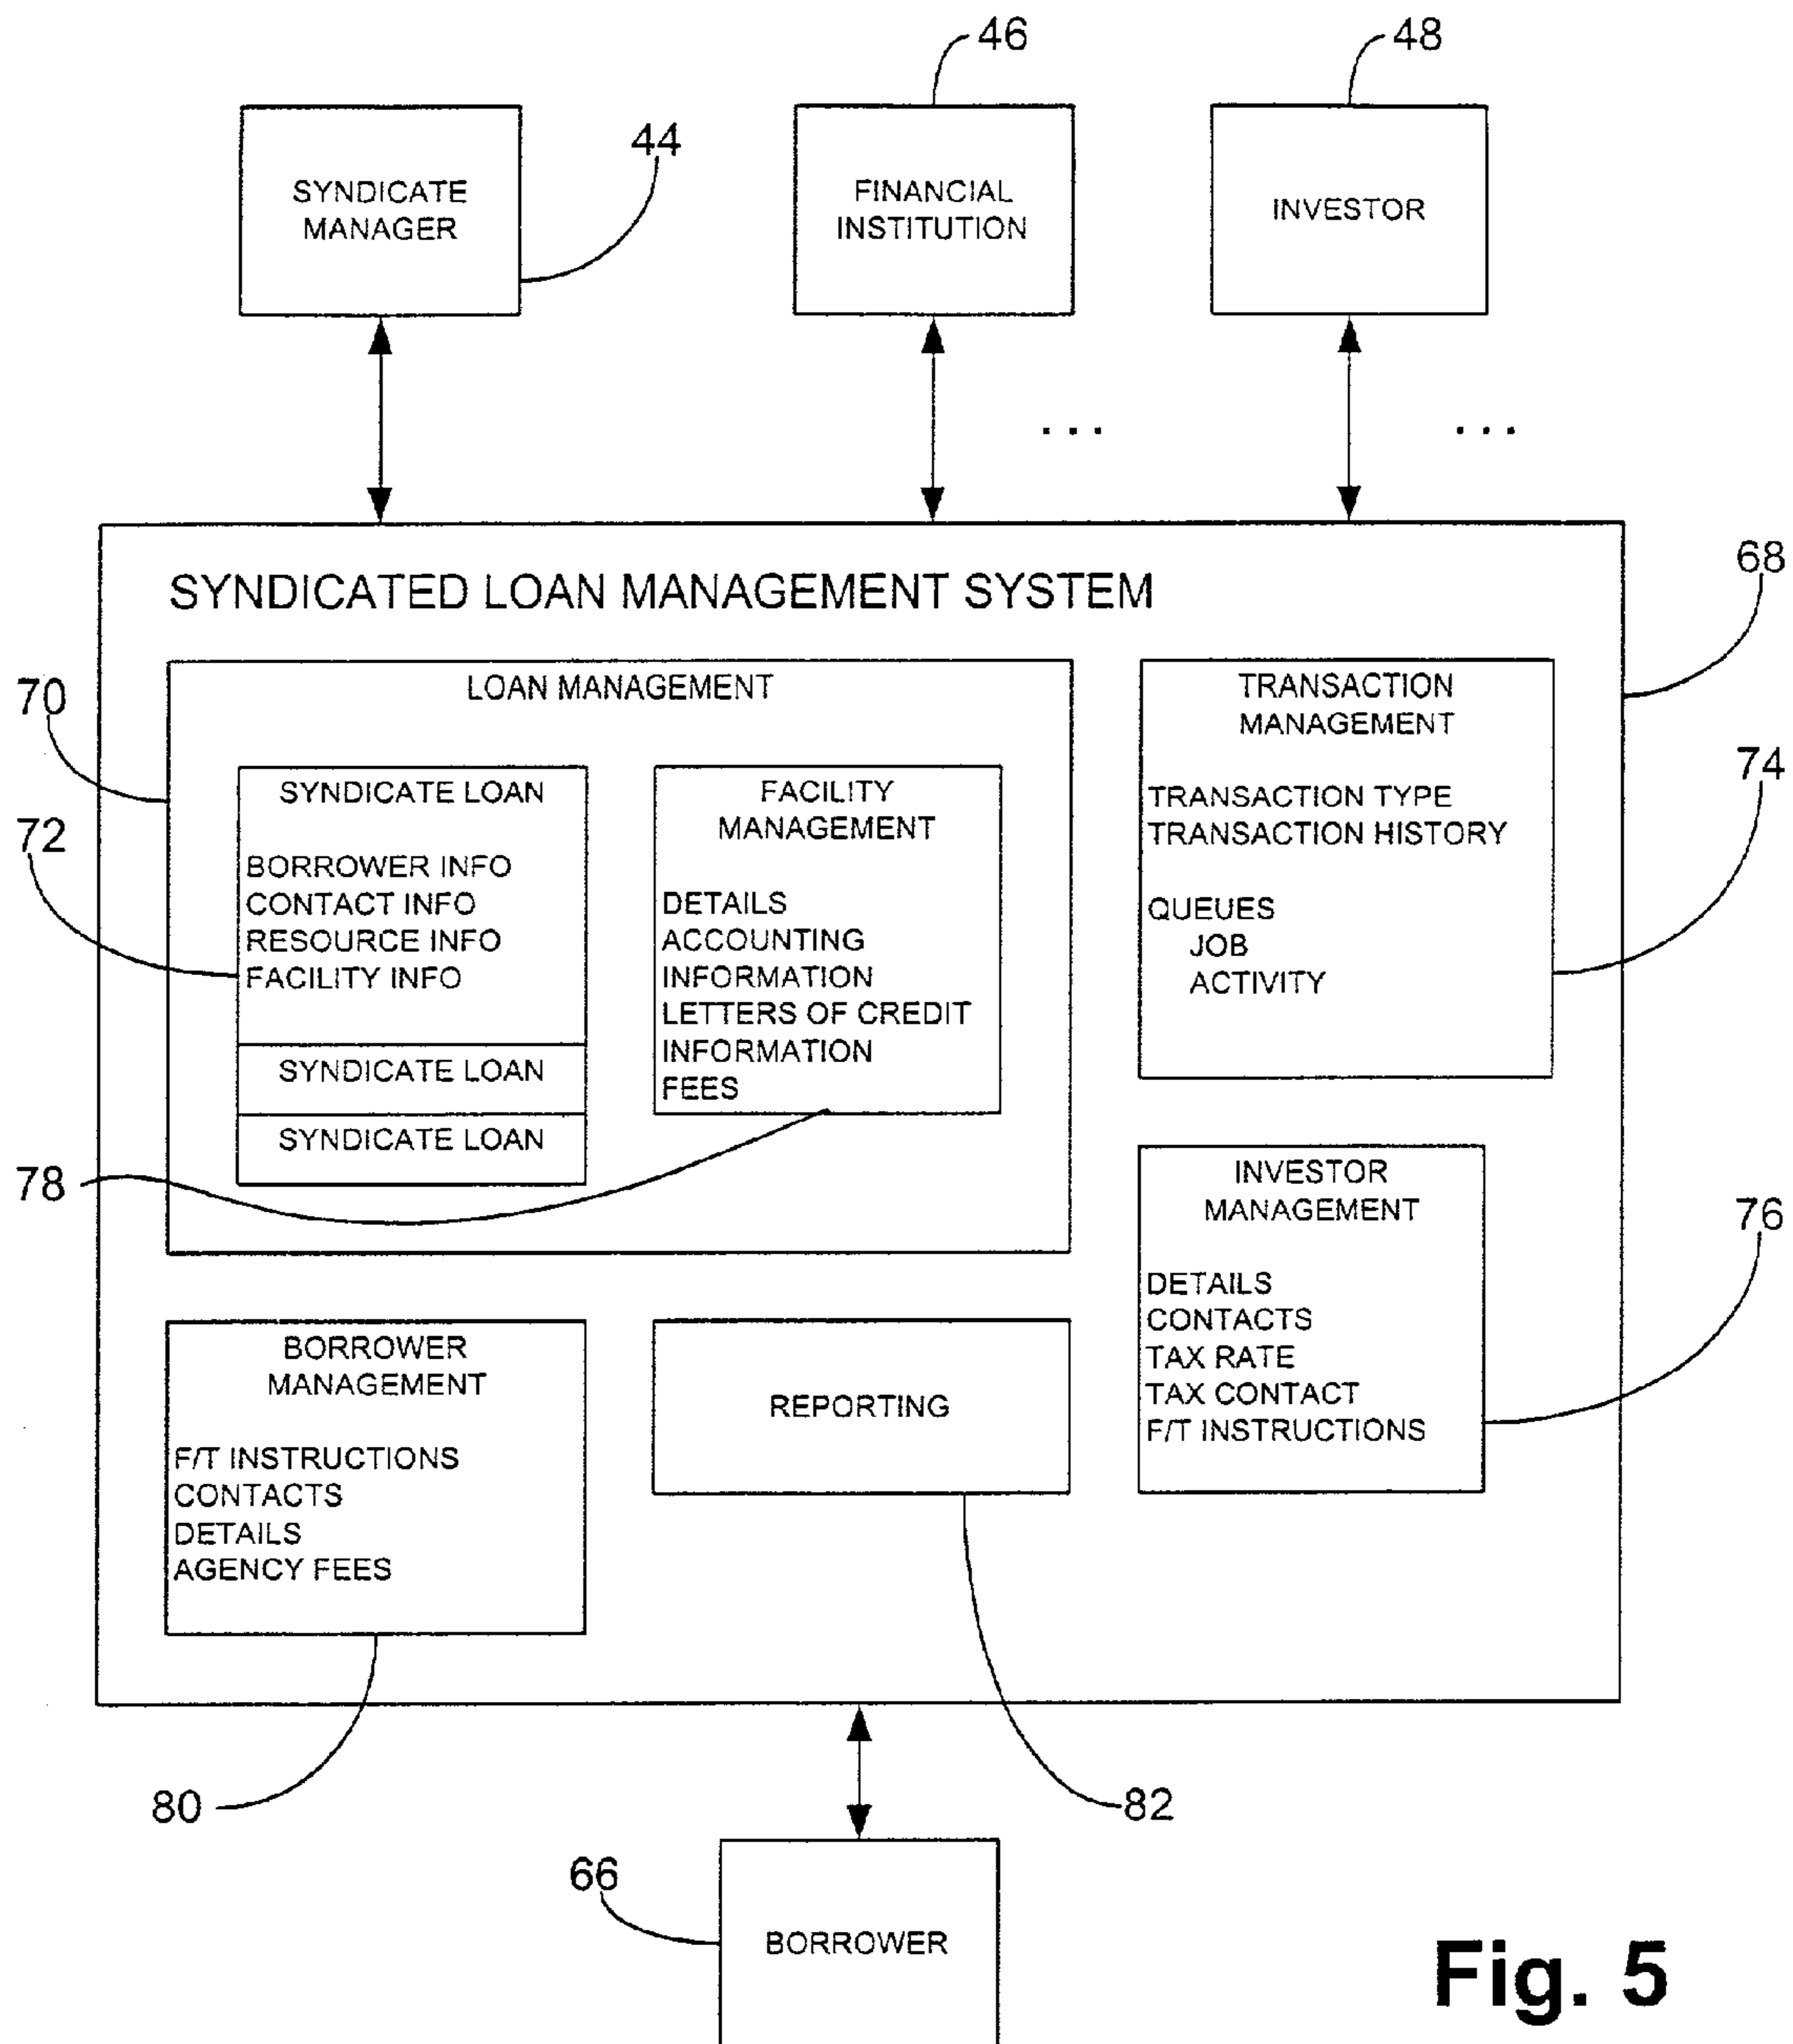 46
48
44
SYNDICATE
MANAGER
FINANCIAL
INSTITUTION
INVESTOR
...
...
68
SYNDICATED LOAN MANAGEMENT SYSTEM
70
LOAN MANAGEMENT
72
SYNDICATE LOAN
BORROWER INFO
CONTACT INFO
RESOURCE INFO
FACILITY INFO
SYNDICATE LOAN
SYNDICATE LOAN
FACILITY
MANAGEMENT
DETAILS
ACCOUNTING
INFORMATION
LETTERS OF CREDIT
INFORMATION
FEES
78
TRANSACTION
MANAGEMENT
TRANSACTION TYPE
TRANSACTION HISTORY
QUEUES
JOB
ACTIVITY
74
INVESTOR
MANAGEMENT
DETAILS
CONTACTS
TAX RATE
TAX CONTACT
F/T INSTRUCTIONS
76
BORROWER
MANAGEMENT
F/T INSTRUCTIONS
CONTACTS
DETAILS
AGENCY FEES
REPORTING
80
82
66
BORROWER
Fig. 5